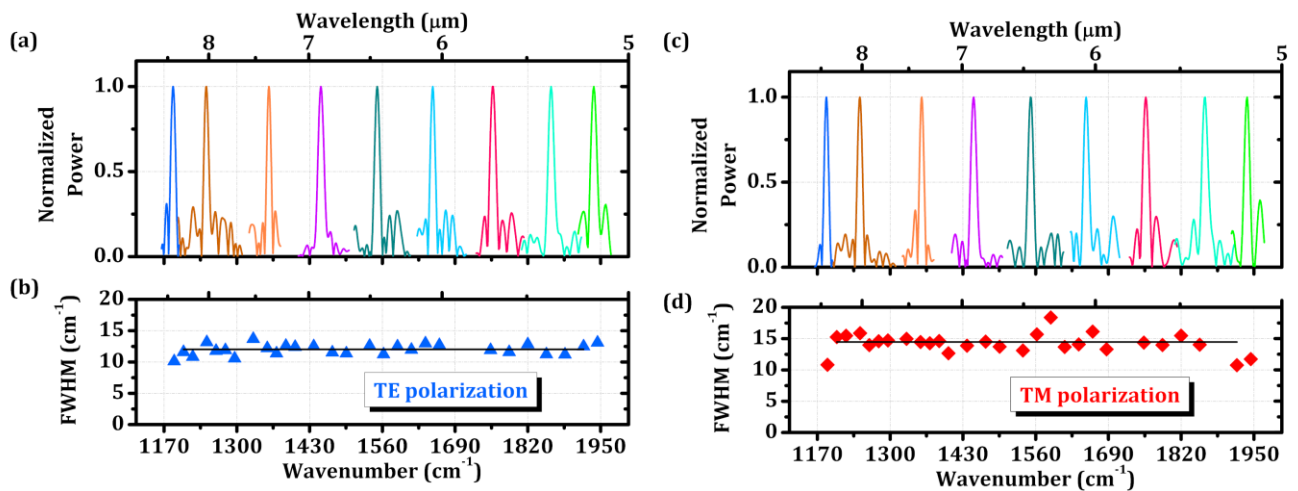 Wavelength (μm)
(a)
8 7 6 5
Normalized
Power
1.0
0.5
0.0
(b)
FWHM (cm-1)
20
15
10
5
0
TE polarization
1170 1300 1430 1560 1690 1820 1950
Wavenumber (cm-1)
Wavelength (μm)
(c)
8 7 6 5
Normalized
Power
1.0
0.5
0.0
(d)
FWHM (cm-1)
20
15
10
5
0
TM polarization
1170 1300 1430 1560 1690 1820 1950
Wavenumber (cm-1)